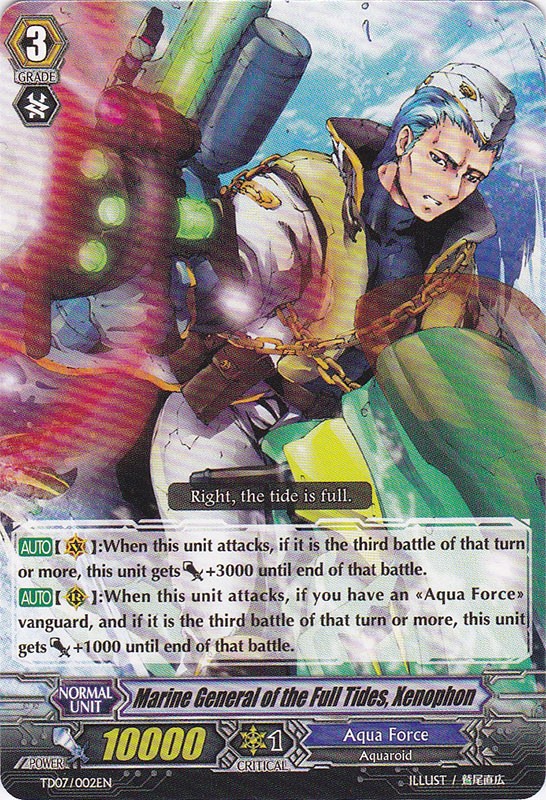 3
GRADE
Right, the tide is full.
AUTO【 V 】:When this unit attacks, if it is the third battle of that turn
or more, this unit gets +3000 until end of that battle.
AUTO【 R 】:When this unit attacks, if you have an «Aqua Force»
vanguard, and if it is the third battle of that turn or more, this unit
gets +1000 until end of that battle.
NORMAL
UNIT
Marine General of the Full Tides, Xenophon
POWER
10000
1
CRITICAL
Aqua Force
Aquaroid
TD07/002EN
ILLUST / 鷲尾直広